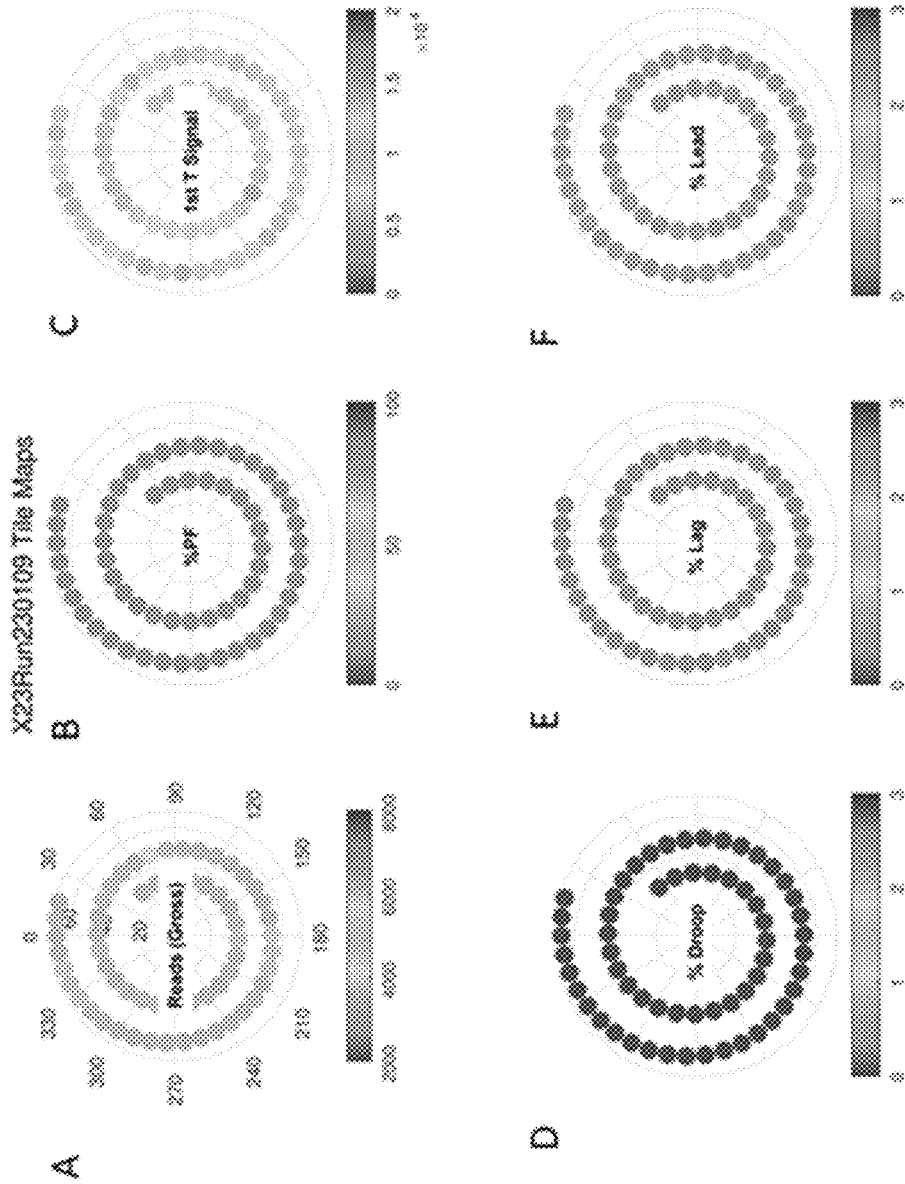 X23Run230109 Tile Maps
A
0
30
60
90
120
150
180
210
240
270
300
330
20
60
Reads (Gross)
2000 4000 6000 8000
B
%PF
0 50 100
C
1st T Signal
0 0.5 1 1.5 2
D
% Droop
0 1 2 3
E
% Lag
0 1 2 3
F
% Lead
0 1 2 3